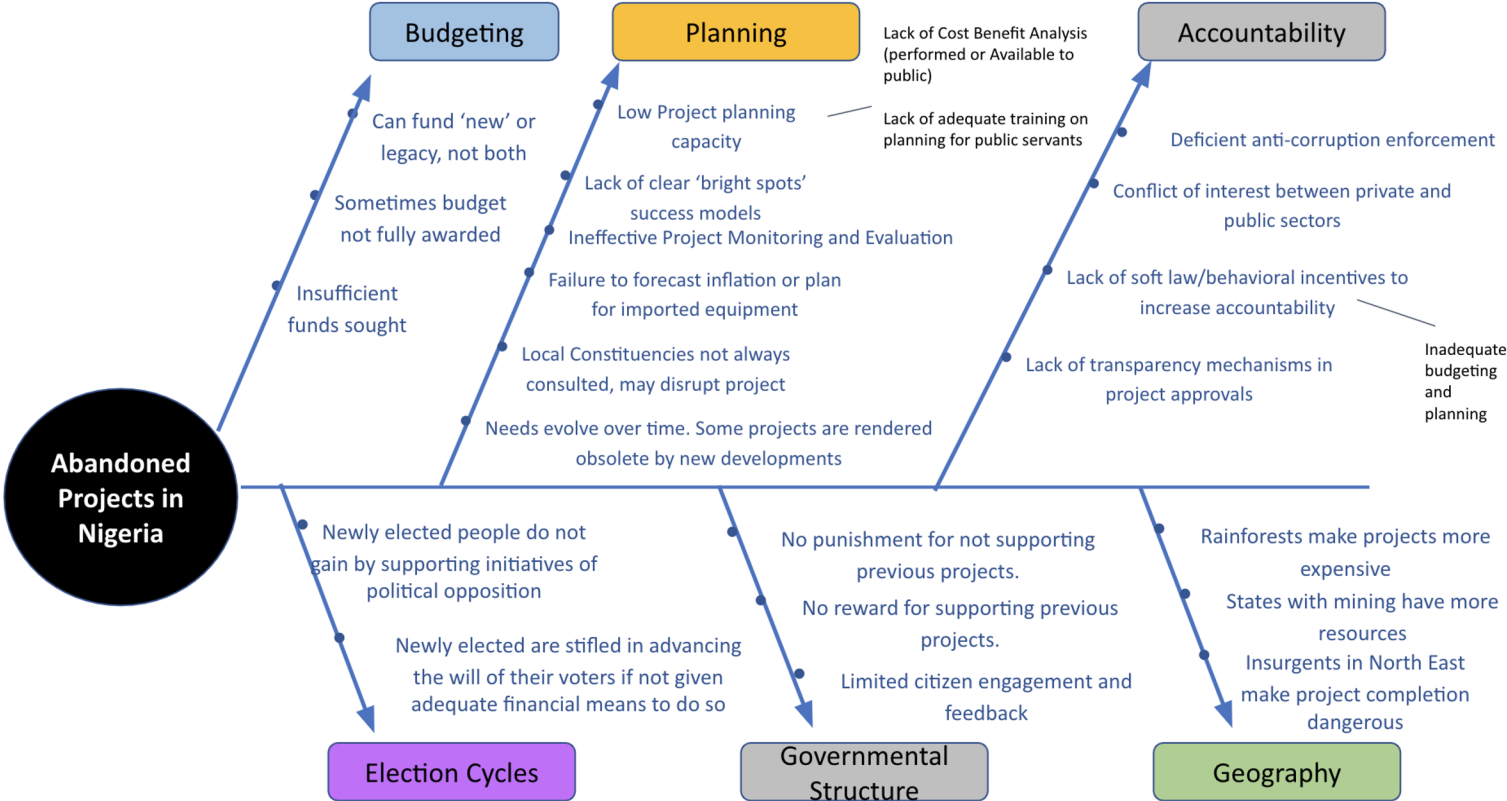 Budgeting
Can fund ‘new’ or
legacy, not both
Sometimes budget
not fully awarded
Insufficient
funds sought
Planning
Low Project planning
capacity
Lack of Cost Benefit Analysis
(performed or Available to
public)
Lack of adequate training on
planning for public servants
Lack of clear ‘bright spots’
success models
Ineffective Project Monitoring and Evaluation
Failure to forecast inflation or plan
for imported equipment
Local Constituencies not always
consulted, may disrupt project
Needs evolve over time. Some projects are rendered
obsolete by new developments
Accountability
Deficient anti-corruption enforcement
Conflict of interest between private and
public sectors
Lack of soft law/behavioral incentives to
increase accountability
Inadequate
budgeting
and
planning
Lack of transparency mechanisms in
project approvals
Abandoned
Projects in
Nigeria
Newly elected people do not
gain by supporting initiatives of
political opposition
Newly elected are stifled in advancing
the will of their voters if not given
adequate financial means to do so
Election Cycles
No punishment for not supporting
previous projects.
No reward for supporting previous
projects.
Limited citizen engagement and
feedback
Governmental
Structure
Rainforests make projects more
expensive
States with mining have more
resources
Insurgents in North East
make project completion
dangerous
Geography